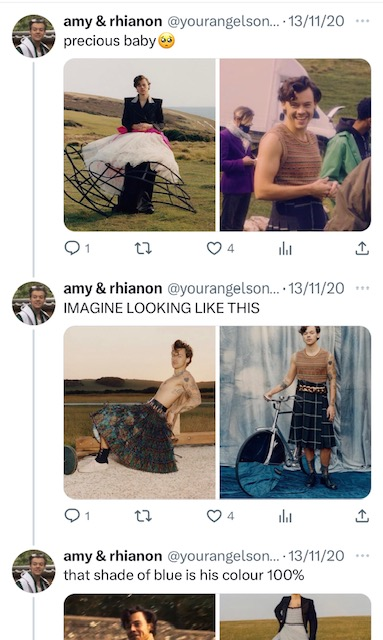 amy & rhianon @yourangelson... · 13/11/20
precious baby🥹
1
4
amy & rhianon @yourangelson... · 13/11/20
IMAGINE LOOKING LIKE THIS
1
4
amy & rhianon @yourangelson... · 13/11/20
that shade of blue is his colour 100%